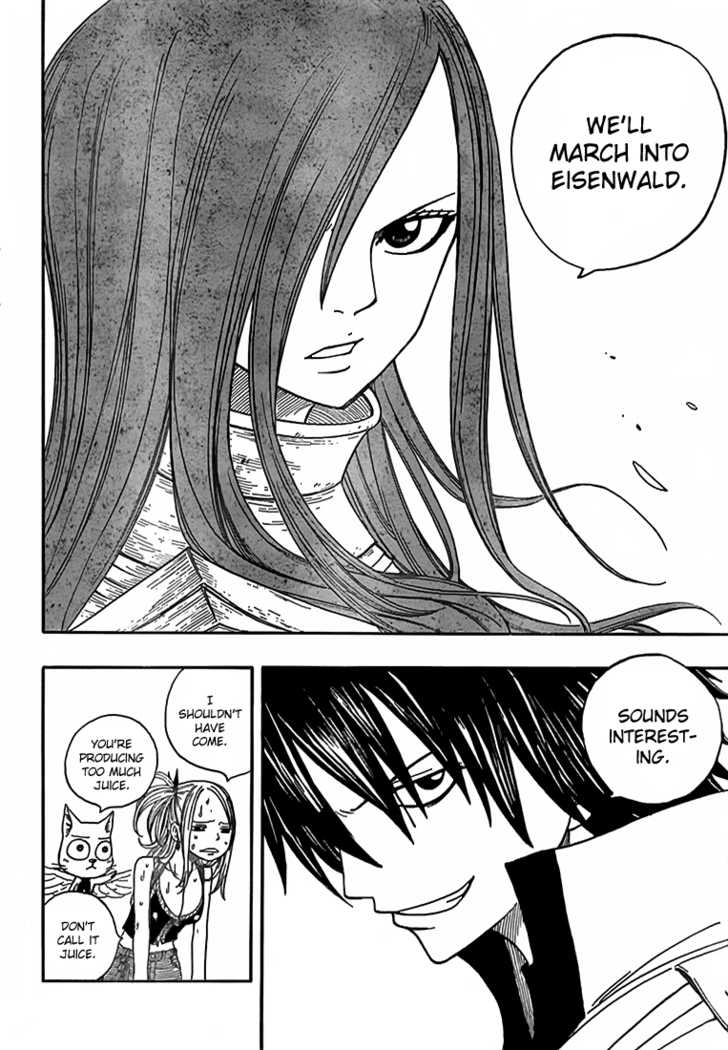 WE'LL
MARCH INTO
EISENWALD.
SOUNDS
INTEREST-
ING.
I
SHOULDN'T
HAVE
COME.
YOU'RE
PRODUCING
TOO MUCH
JUICE.
DON'T
CALL IT
JUICE.